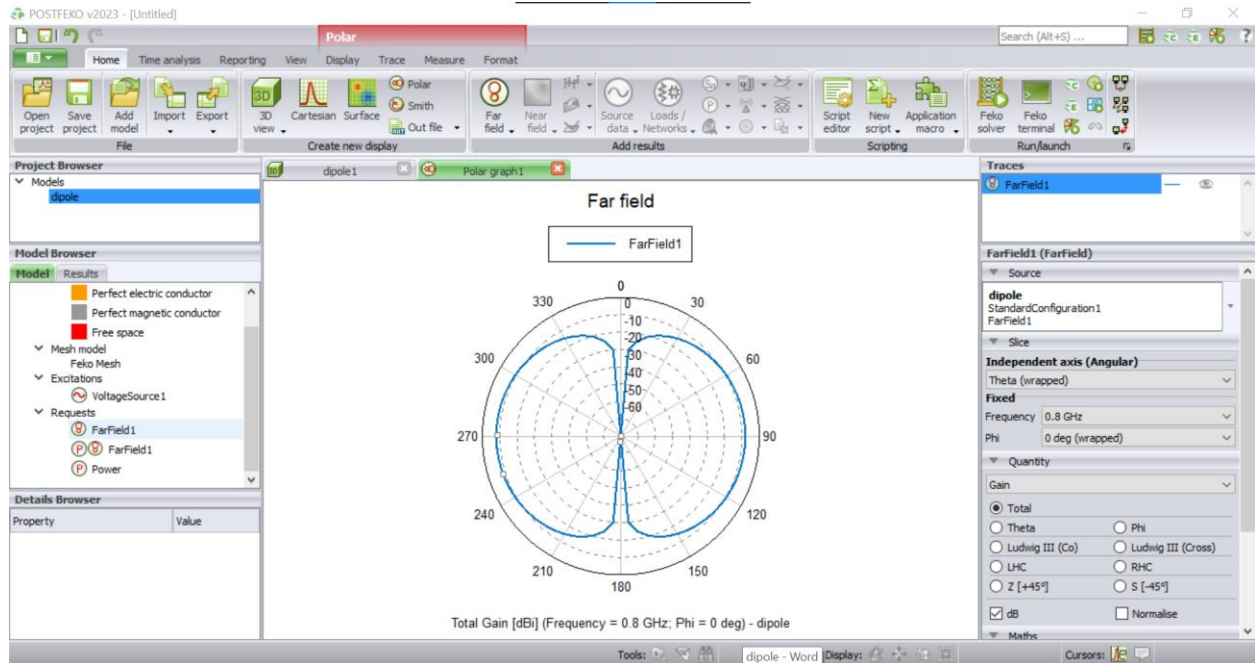 POSTFEKO v2023 - [Untitled]
Polar
Search (Alt+S) ...
Home Time analysis Reporting View Display Trace Measure Format
Open project
Save project
Add model
Import
Export
File
3D view
Cartesian
Surface
Polar
Smith
Out file
Create new display
Far field
Near field
Source data
Loads / Networks
Add results
Script editor
New script
Application macro
Scripting
Feko solver
Feko terminal
Run/launch
Project Browser
Models
dipole
Model Browser
Model Results
Perfect electric conductor
Perfect magnetic conductor
Free space
Mesh model
Feko Mesh
Excitations
VoltageSource1
Requests
FarField1
FarField1
Power
Details Browser
Property Value
dipole1
Polar graph1
Far field
FarField1
0
330 0 30
-10
-20
300 -30 60
-40
-50
-60
270 90
240 120
210 150
180
Total Gain [dBi] (Frequency = 0.8 GHz; Phi = 0 deg) - dipole
Traces
FarField1
FarField1 (FarField)
Source
dipole
StandardConfiguration1
FarField1
Slice
Independent axis (Angular)
Theta (wrapped)
Fixed
Frequency 0.8 GHz
Phi 0 deg (wrapped)
Quantity
Gain
Total
Theta Phi
Ludwig III (Co) Ludwig III (Cross)
LHC RHC
Z [+45º] S [-45º]
dB Normalise
Maths
Tools: dipole - Word Display: Cursors: